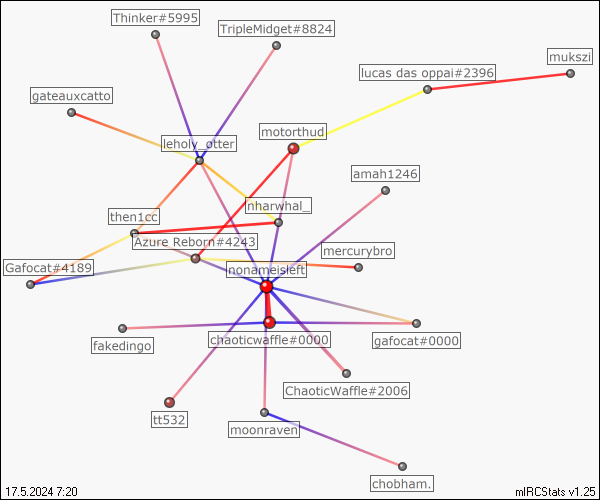 Thinker#5995
TripleMidget#8824
mukszi
lucas das oppai#2396
gateauxcatto
motorthud
leholy_øtter
amah1246
nharwhal_
then1cc
Azure Reborn#4243
mercurybro
Gafocat#4189
nonameisleft
chaoticwaffle#0000
gafocat#0000
fakedingo
ChaoticWaffle#2006
tt532
moonraven
chobham.
17.5.2024 7:20
mIRCStats v1.25